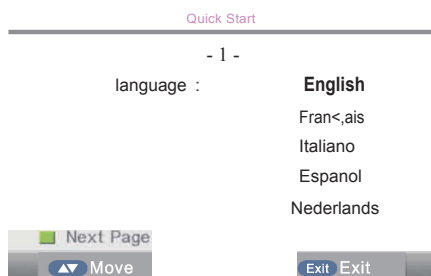 Quick Start
- 1 -
language : English
Fran<,ais
Italiano
Espanol
Nederlands
Next Page
Move Exit Exit